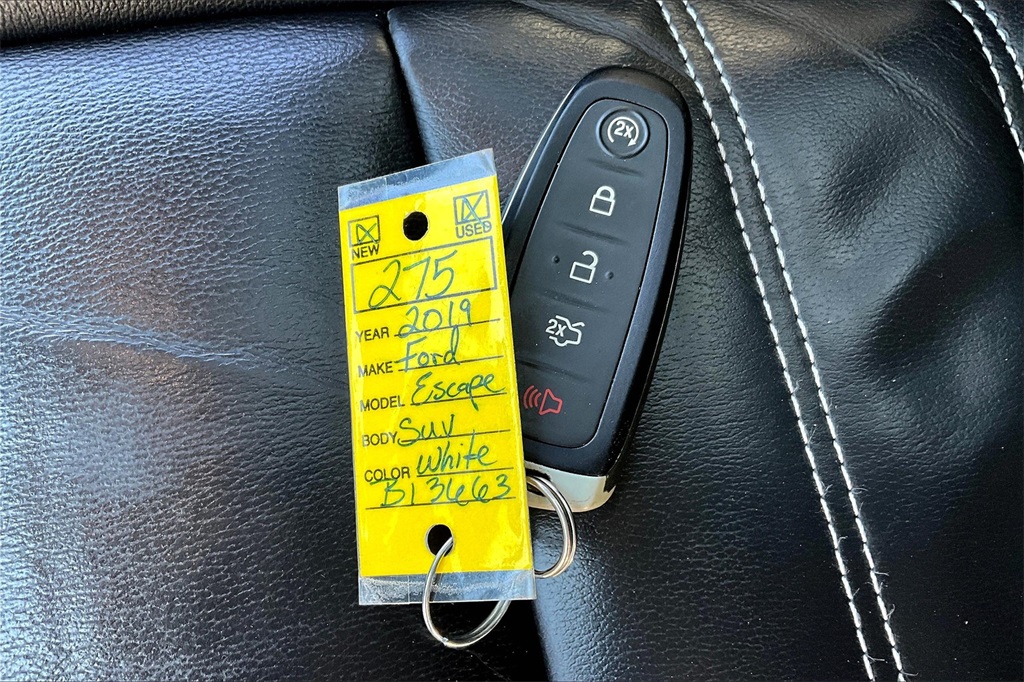 NEW USED
275
YEAR 2019
MAKE Ford
MODEL Escape
BODY SUV
COLOR White
B13663
2x
2x